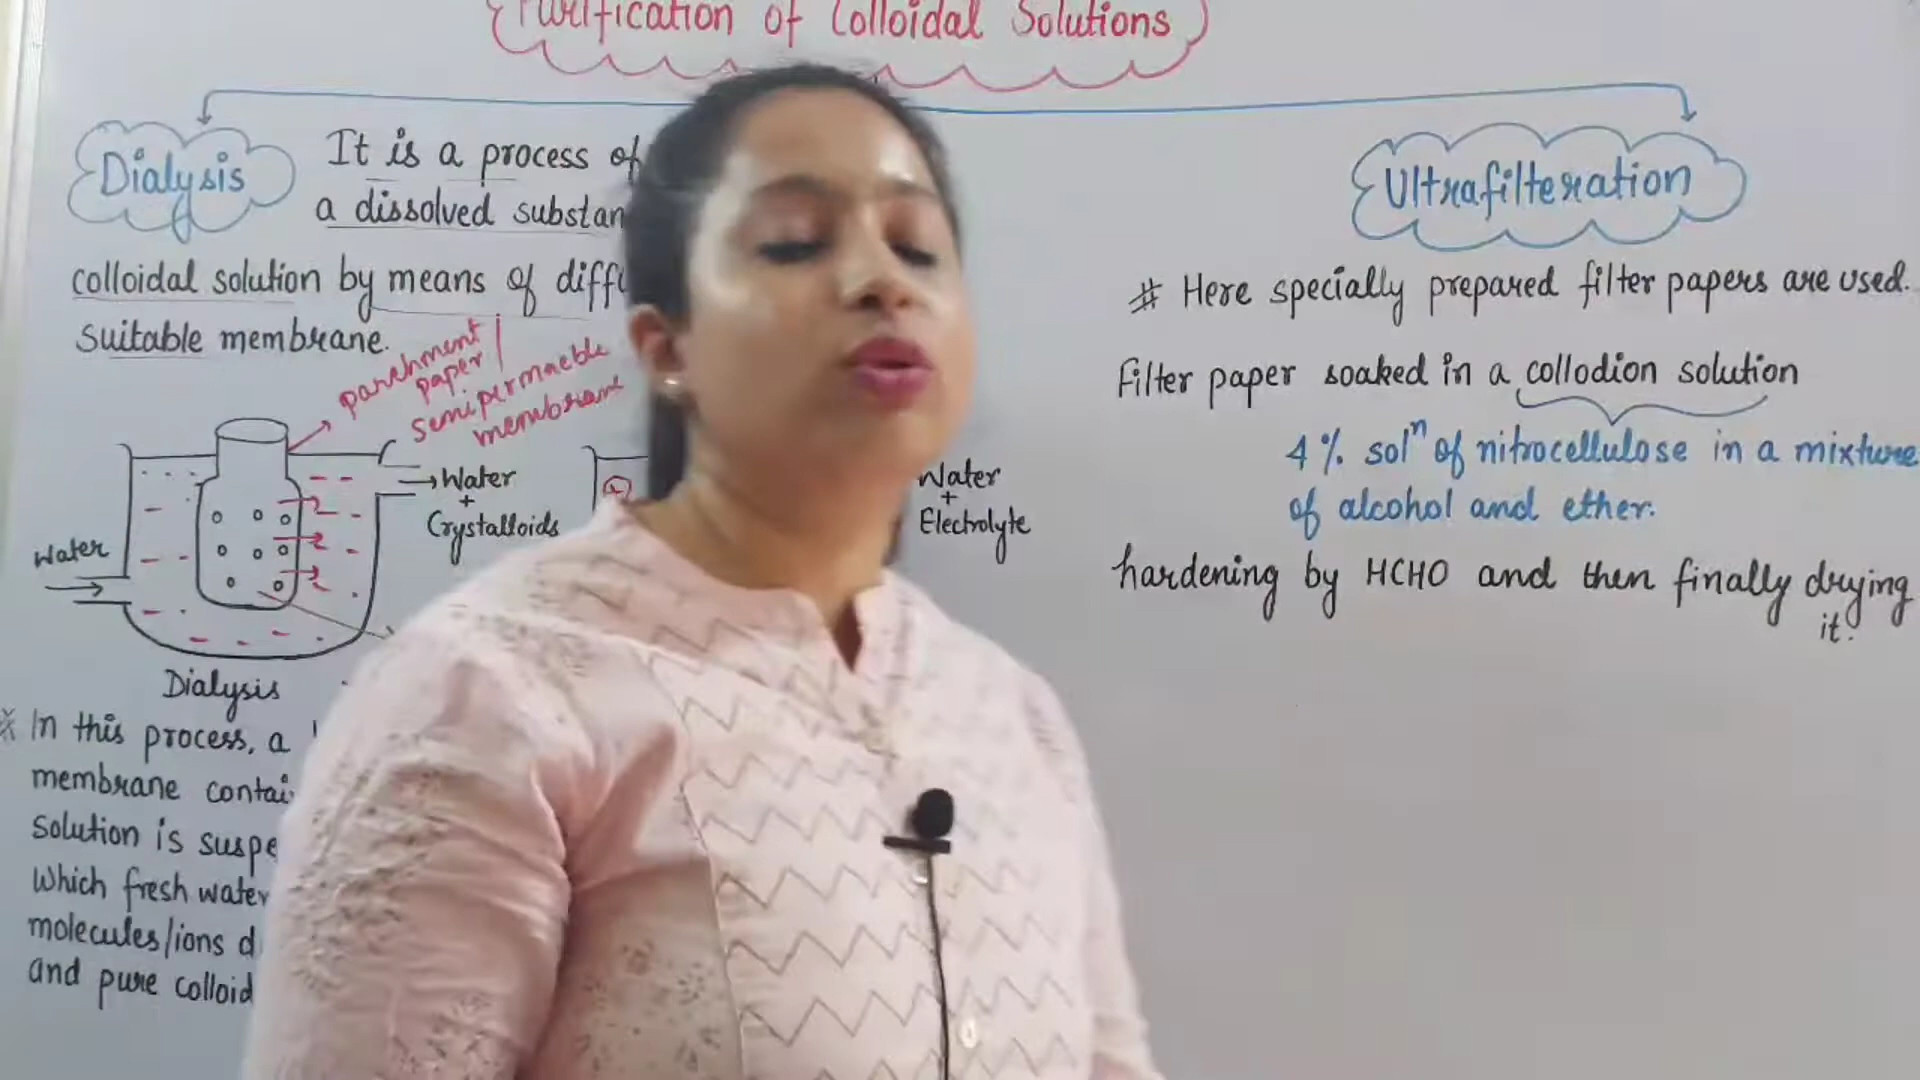 Purification of Colloidal Solutions
Dialysis
It is a process of
a dissolved substan
colloidal solution by means of diffu
suitable membrane.
parchment
paper/
semipermaeble
membrane
Water
+
Crystalloids
Water
Dialysis
In this process, a
membrane contai
solution is suspe
which fresh water
molecules/ions d
and pure colloid
+
Water
+
Electrolyte
Ultrafilteration
# Here specially prepared filter papers are used.
Filter paper soaked in a collodion solution
4% solⁿ of nitrocellulose in a mixture
of alcohol and ether.
hardening by HCHO and then finally drying
it.